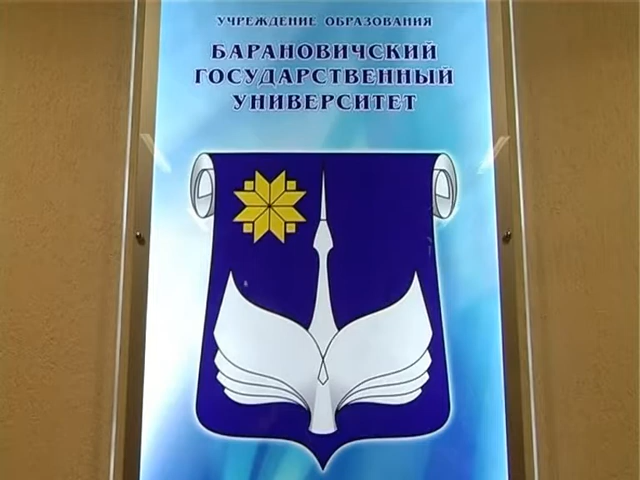 УЧРЕЖДЕНИЕ ОБРАЗОВАНИЯ
БАРАНОВИЧСКИЙ
ГОСУДАРСТВЕННЫЙ
УНИВЕРСИТЕТ